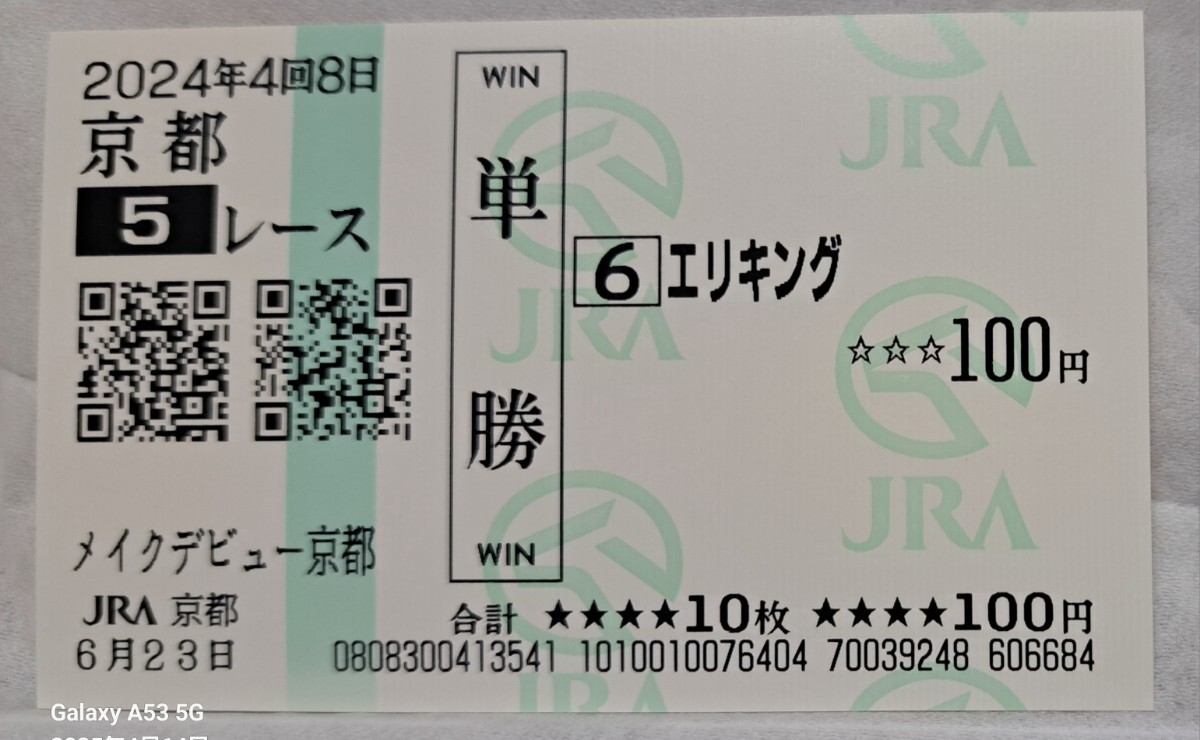 2024年4回8日
京都
5レース
メイクデビュー京都
JRA 京都
6月23日
WIN
単勝
WIN
6 エリキング
☆☆☆100円
合計 ★★★★10枚 ★★★★100円
0808300413541 1010010076404 70039248 606684
JRA
JRA
JRA
JRA
JRA
Galaxy A53 5G